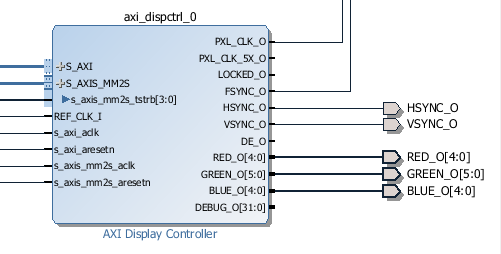 axi_dispctrl_0
S_AXI
S_AXIS_MM2S
s_axis_mm2s_tstrb[3:0]
REF_CLK_I
s_axi_aclk
s_axi_aresetn
s_axis_mm2s_aclk
s_axis_mm2s_aresetn
PXL_CLK_O
PXL_CLK_5X_O
LOCKED_O
FSYNC_O
HSYNC_O
VSYNC_O
DE_O
RED_O[4:0]
GREEN_O[5:0]
BLUE_O[4:0]
DEBUG_O[31:0]
HSYNC_O
VSYNC_O
RED_O[4:0]
GREEN_O[5:0]
BLUE_O[4:0]
AXI Display Controller